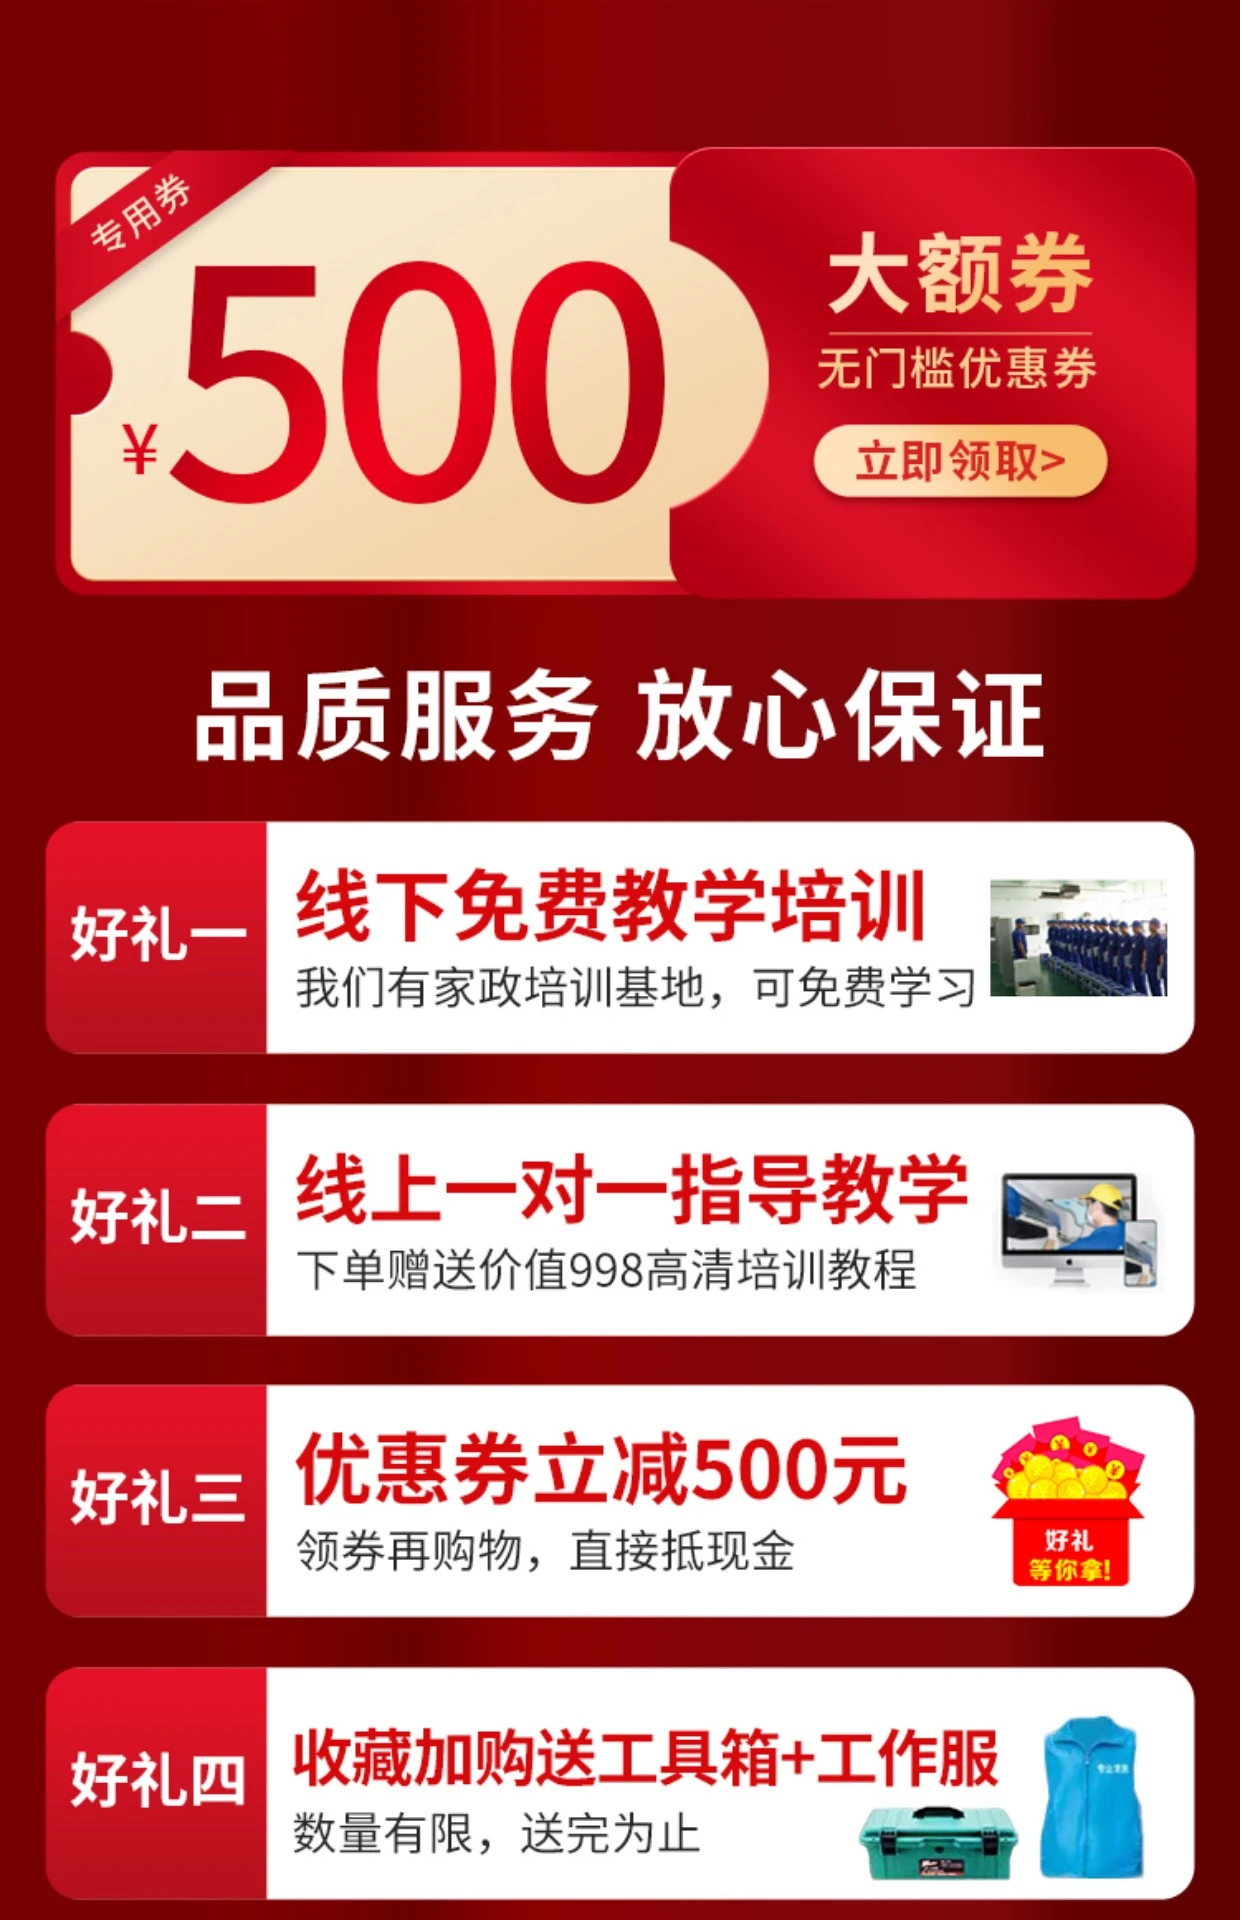 专用券
¥500
大额券
无门槛优惠券
立即领取>
品质服务 放心保证
好礼一
线下免费教学培训
我们有家政培训基地，可免费学习
好礼二
线上一对一指导教学
下单赠送价值998高清培训教程
好礼三
优惠券立减500元
领券再购物，直接抵现金
好礼
等你拿!
好礼四
收藏加购送工具箱+工作服
数量有限，送完为止